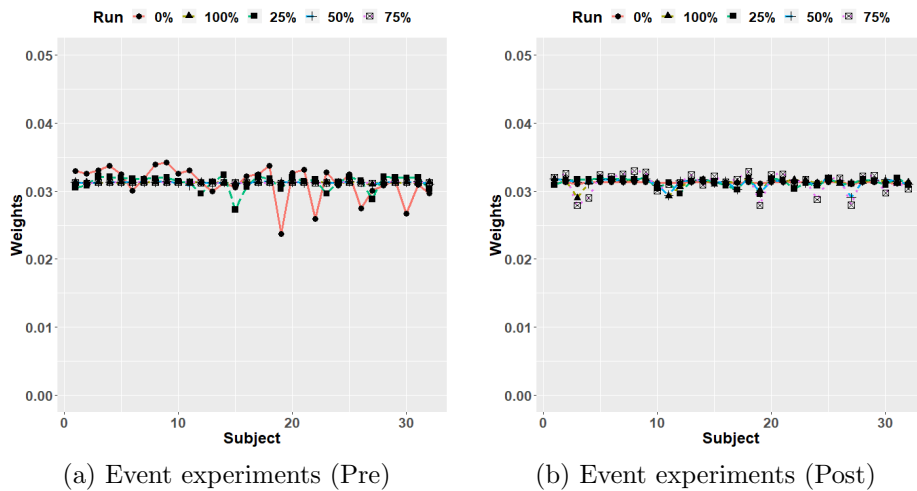 Run 0% 100% 25% 50% 75%
0.05
0.04
0.03
0.02
0.01
0.00
Weights
0 10 20 30
Subject
(a) Event experiments (Pre)
Run 0% 100% 25% 50% 75%
0.05
0.04
0.03
0.02
0.01
0.00
Weights
0 10 20 30
Subject
(b) Event experiments (Post)